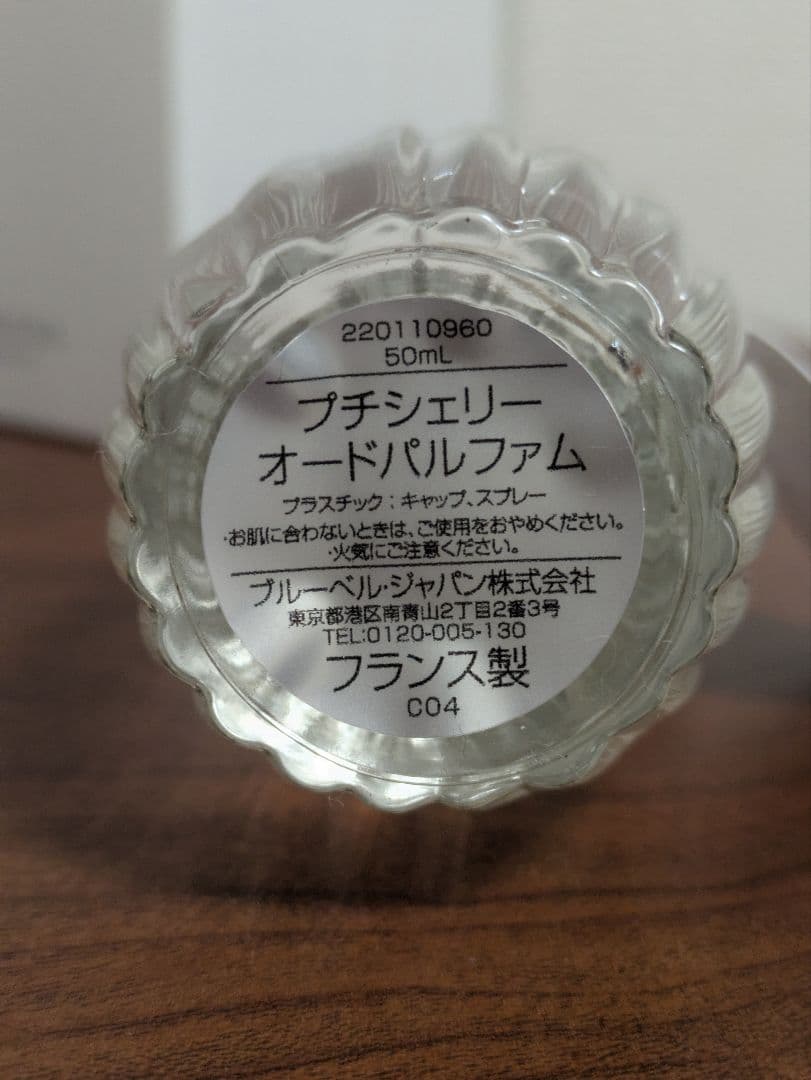 220110960
50mL
プチシェリー
オードパルファム
プラスチック：キャップ、スプレー
・お肌に合わないときは、ご使用をおやめください。
・火気にご注意ください。
ブルーベル・ジャパン株式会社
東京都港区南青山2丁目2番3号
TEL:0120-005-130
フランス製
C04